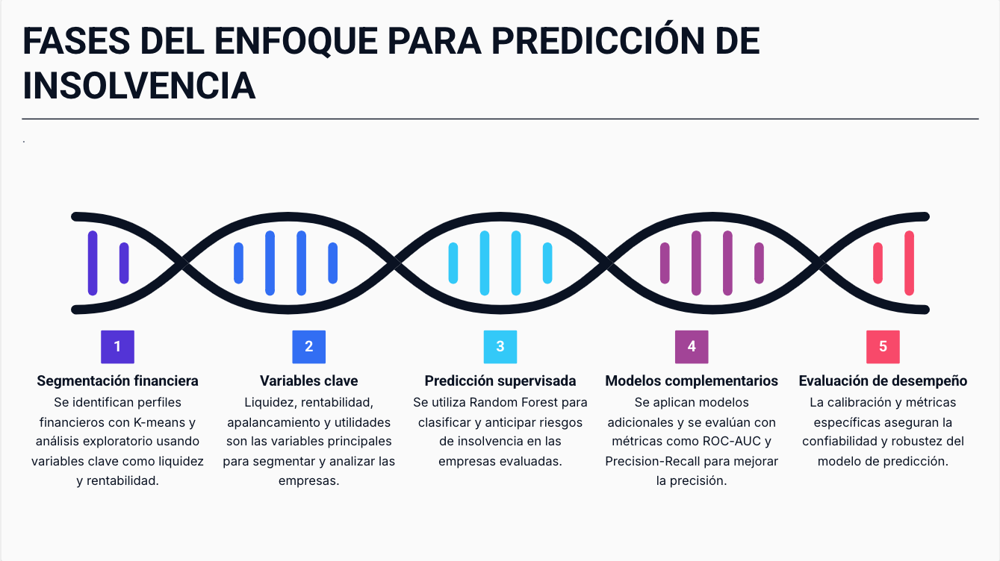 FASES DEL ENFOQUE PARA PREDICCIÓN DE
INSOLVENCIA
.
1
Segmentación financiera
Se identifican perfiles
financieros con K-means y
análisis exploratorio usando
variables clave como liquidez
y rentabilidad.
2
Variables clave
Liquidez, rentabilidad,
apalancamiento y utilidades
son las variables principales
para segmentar y analizar las
empresas.
3
Predicción supervisada
Se utiliza Random Forest para
clasificar y anticipar riesgos
de insolvencia en las
empresas evaluadas.
4
Modelos complementarios
Se aplican modelos
adicionales y se evalúan con
métricas como ROC-AUC y
Precision-Recall para mejorar
la precisión.
5
Evaluación de desempeño
La calibración y métricas
específicas aseguran la
confiabilidad y robustez del
modelo de predicción.